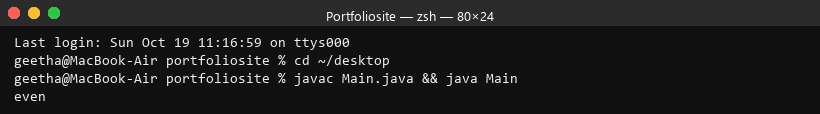 Portfoliosite — zsh — 80×24
Last login: Sun Oct 19 11:16:59 on ttys000
geetha@MacBook-Air portfoliosite % cd ~/desktop
geetha@MacBook-Air portfoliosite % javac Main.java && java Main
even